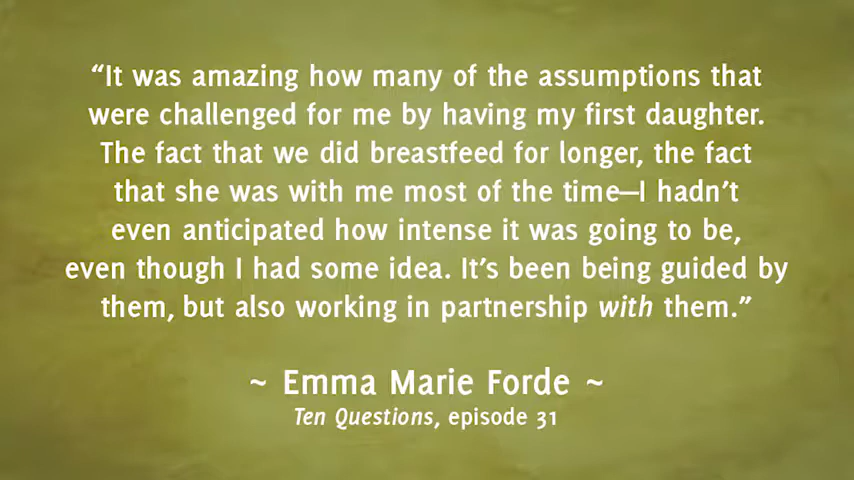 “It was amazing how many of the assumptions that
were challenged for me by having my first daughter.
The fact that we did breastfeed for longer, the fact
that she was with me most of the time—I hadn’t
even anticipated how intense it was going to be,
even though I had some idea. It’s been being guided by
them, but also working in partnership with them.”
~ Emma Marie Forde ~
Ten Questions, episode 31